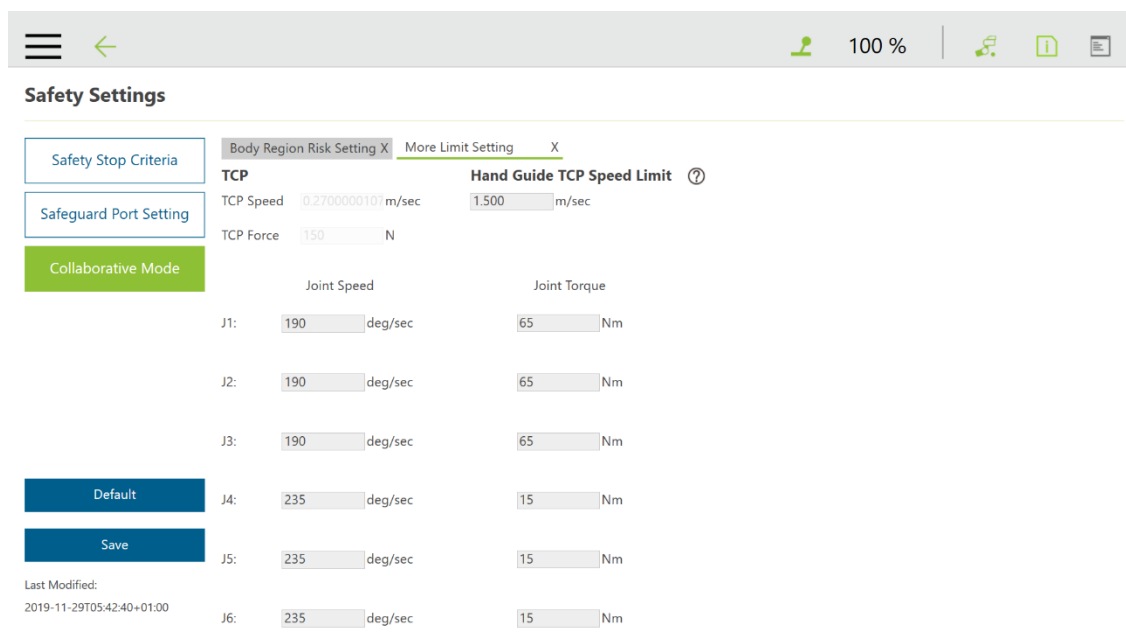 100 %
Safety Settings
Safety Stop Criteria
Safeguard Port Setting
Collaborative Mode
Default
Save
Last Modified:
2019-11-29T05:42:40+01:00
Body Region Risk Setting X More Limit Setting X
TCP Hand Guide TCP Speed Limit ?
TCP Speed 0.2700000107 m/sec 1.500 m/sec
TCP Force 150 N
Joint Speed Joint Torque
J1: 190 deg/sec 65 Nm
J2: 190 deg/sec 65 Nm
J3: 190 deg/sec 65 Nm
J4: 235 deg/sec 15 Nm
J5: 235 deg/sec 15 Nm
J6: 235 deg/sec 15 Nm